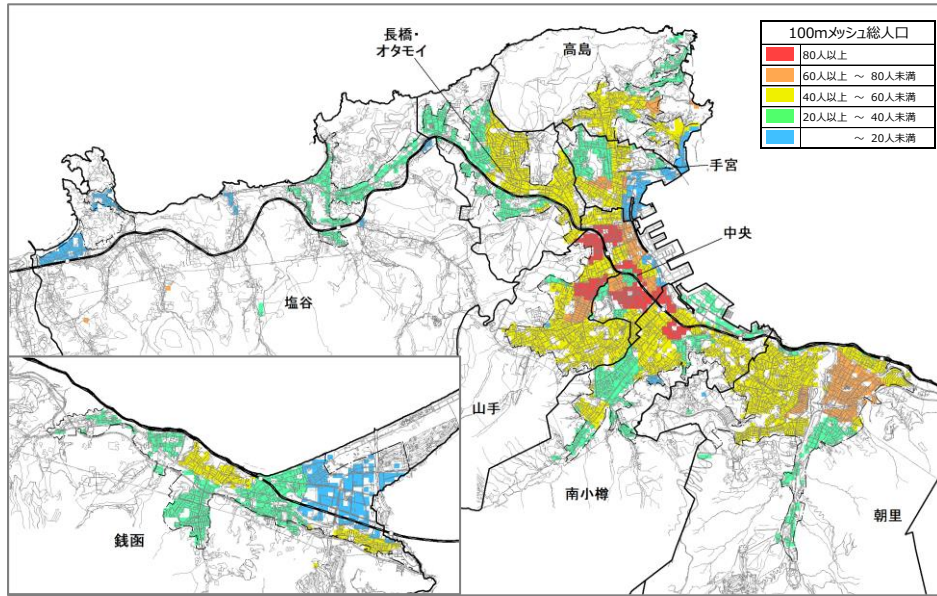 長橋・
オタモイ
高島
100mメッシュ総人口
80人以上
60人以上 ～ 80人未満
40人以上 ～ 60人未満
20人以上 ～ 40人未満
～ 20人未満
手宮
中央
塩谷
山手
南小樽
朝里
銭函